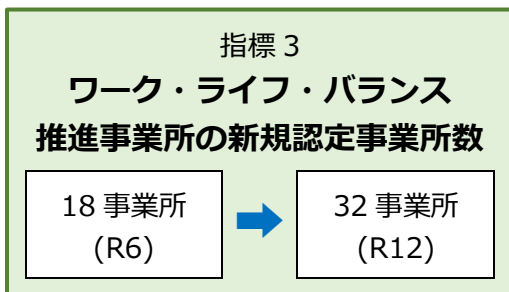 指標 3
ワーク・ライフ・バランス
推進事業所の新規認定事業所数
18 事業所
(R6)
32 事業所
(R12)